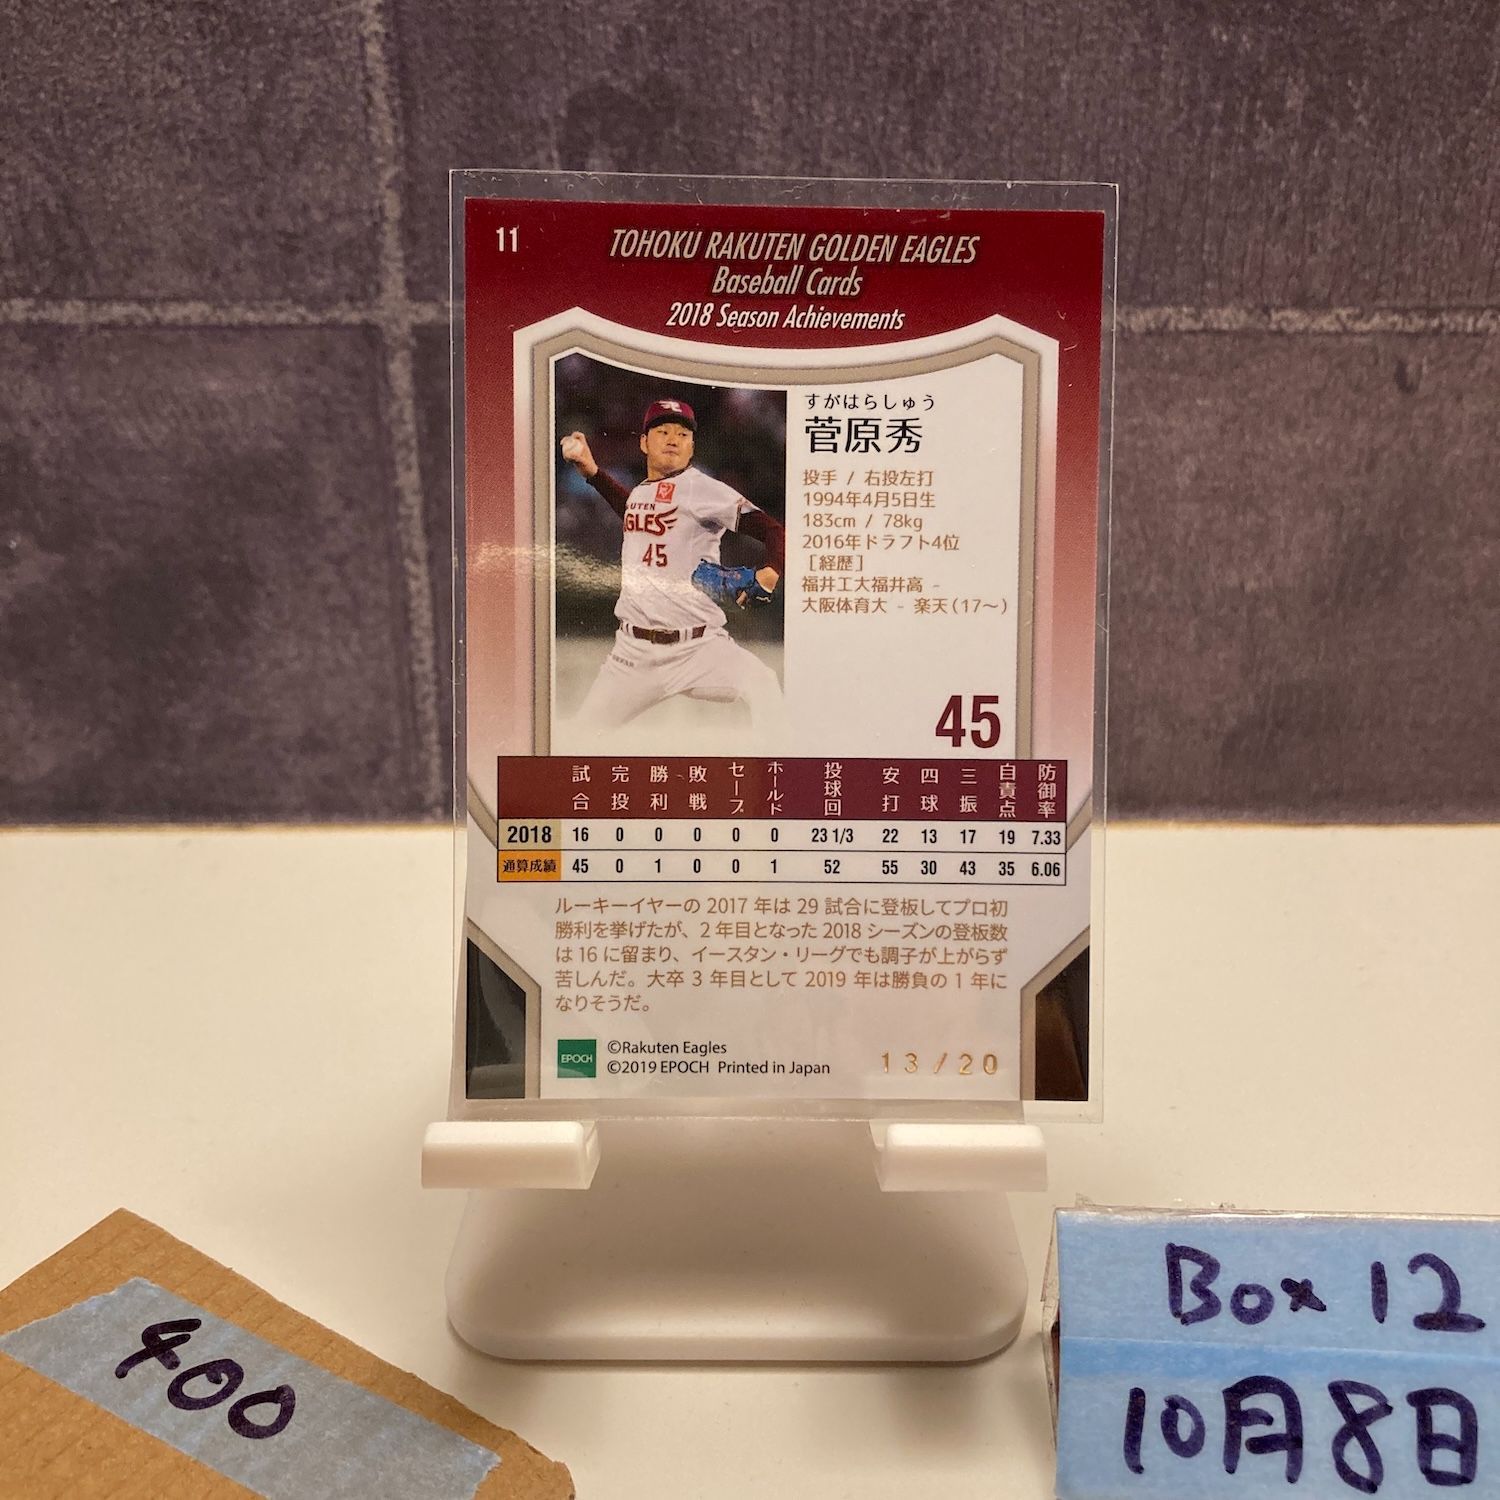 11
TOHOKU RAKUTEN GOLDEN EAGLES
Baseball Cards
2018 Season Achievements
すがはらしゅう
菅原秀
投手 / 右投左打
1994年4月5日生
183cm / 78kg
2016年ドラフト4位
［経歴］
福井工大福井高 -
大阪体育大 - 楽天(17～)
UTEN
AGLES
45
45
試合 完投 勝利 敗戦 セーブ ホールド 投球回 安打 四球 三振 自責点 防御率
2018 16 0 0 0 0 0 23 1/3 22 13 17 19 7.33
通算成績 45 0 1 0 0 1 52 55 30 43 35 6.06
ルーキーイヤーの 2017 年は 29 試合に登板してプロ初
勝利を挙げたが、2 年目となった 2018 シーズンの登板数
は 16 に留まり、イースタン・リーグでも調子が上がらず
苦しんだ。大卒 3 年目として 2019 年は勝負の 1 年に
なりそうだ。
EPOCH
©Rakuten Eagles
©2019 EPOCH Printed in Japan
13/20
400
Box 12
10月8日